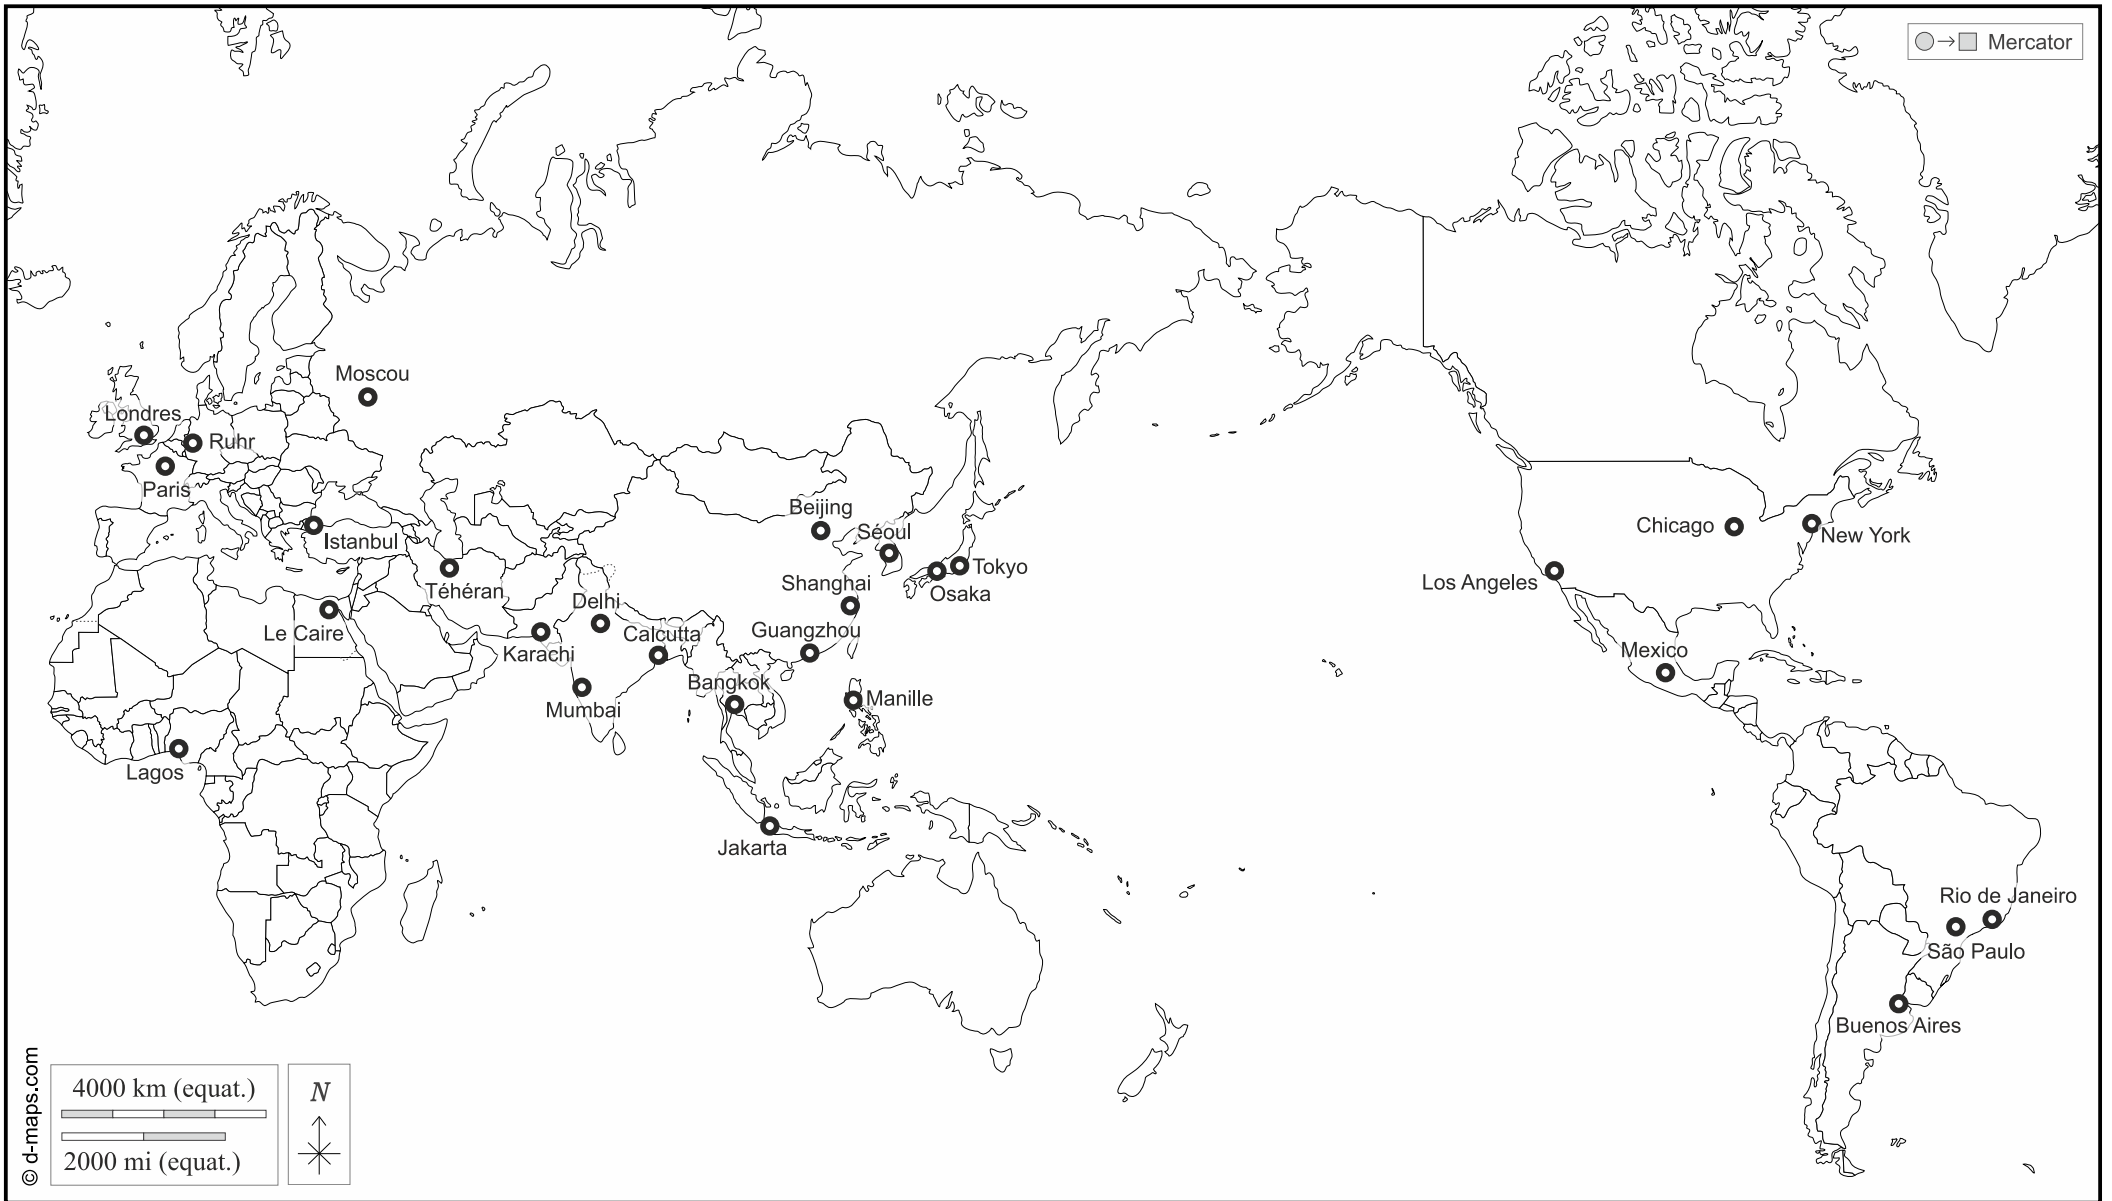 Mercator
Moscou
Londres
Ruhr
Paris
Istanbul
Beijing
Séoul
Chicago
New York
Téhéran
Tokyo
Shanghai
Osaka
Los Angeles
Delhi
Le Caire
Calcutta
Guangzhou
Karachi
Mexico
Bangkok
Manille
Mumbai
Lagos
Jakarta
Rio de Janeiro
São Paulo
Buenos Aires
4000 km (equat.)
2000 mi (equat.)
N
© d-maps.com